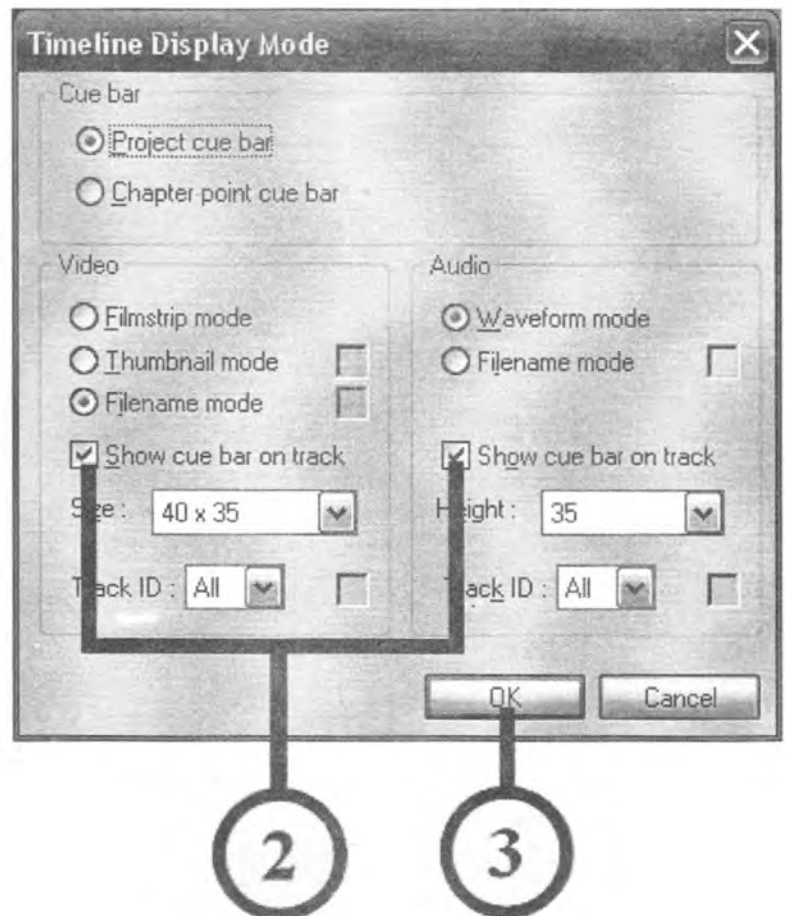 Timeline Display Mode
Cue bar
Project cue bar
Chapter point cue bar
Video
Filmstrip mode
Thumbnail mode
Filename mode
Show cue bar on track
Size : 40 x 35
Track ID : All
Audio
Waveform mode
Filename mode
Show cue bar on track
Height : 35
Track ID : All
OK Cancel
2 3